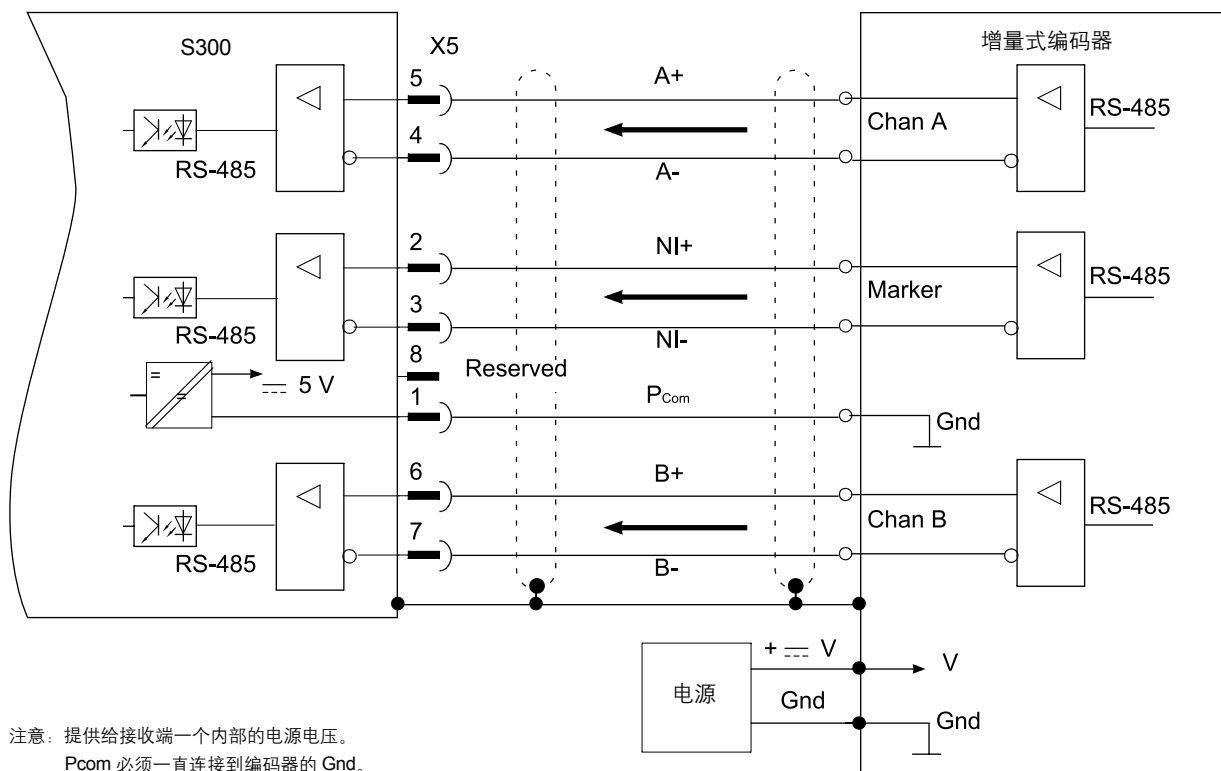 S300
X5
增量式编码器
5
A+
RS-485
Chan A
4
RS-485
A-
2
NI+
RS-485
Marker
3
RS-485
NI-
8
Reserved
= = 5 V
1
PCom
Gnd
6
B+
RS-485
Chan B
7
RS-485
B-
+ V
V
电源
Gnd
Gnd
注意：提供给接收端一个内部的电源电压。
Pcom 必须一直连接到编码器的 Gnd。